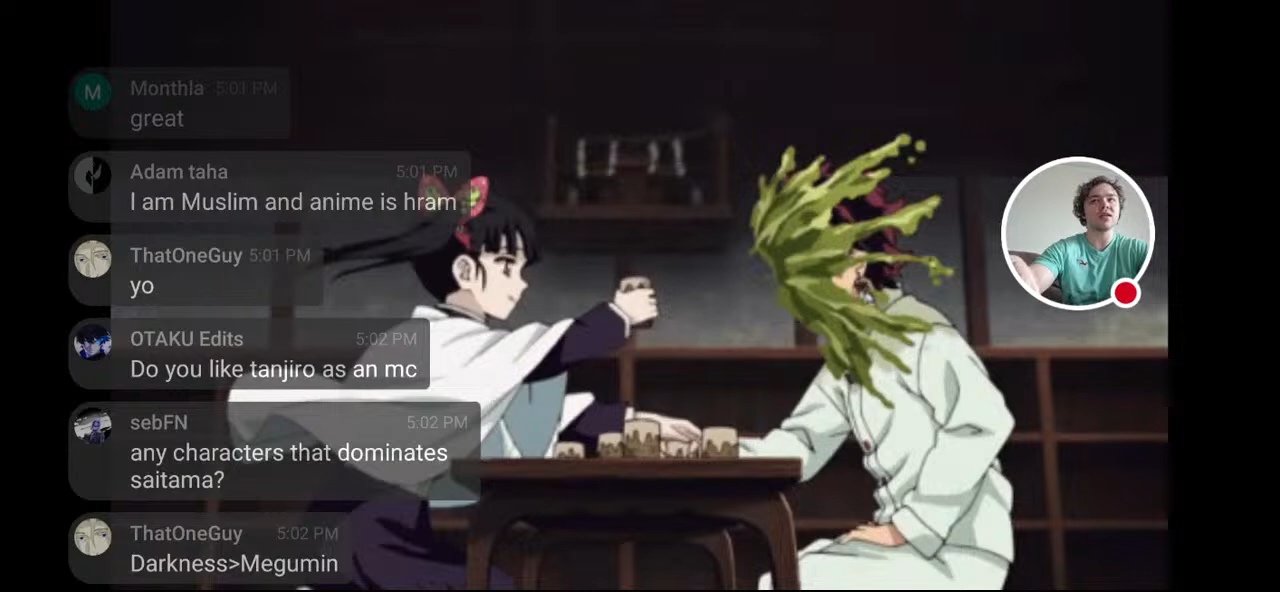 M
Monthla 5:01 PM
great
Adam taha 5:01 PM
I am Muslim and anime is hram
ThatOneGuy 5:01 PM
yo
OTAKU Edits 5:02 PM
Do you like tanjiro as an mc
sebFN 5:02 PM
any characters that dominates
saitama?
ThatOneGuy 5:02 PM
Darkness>Megumin